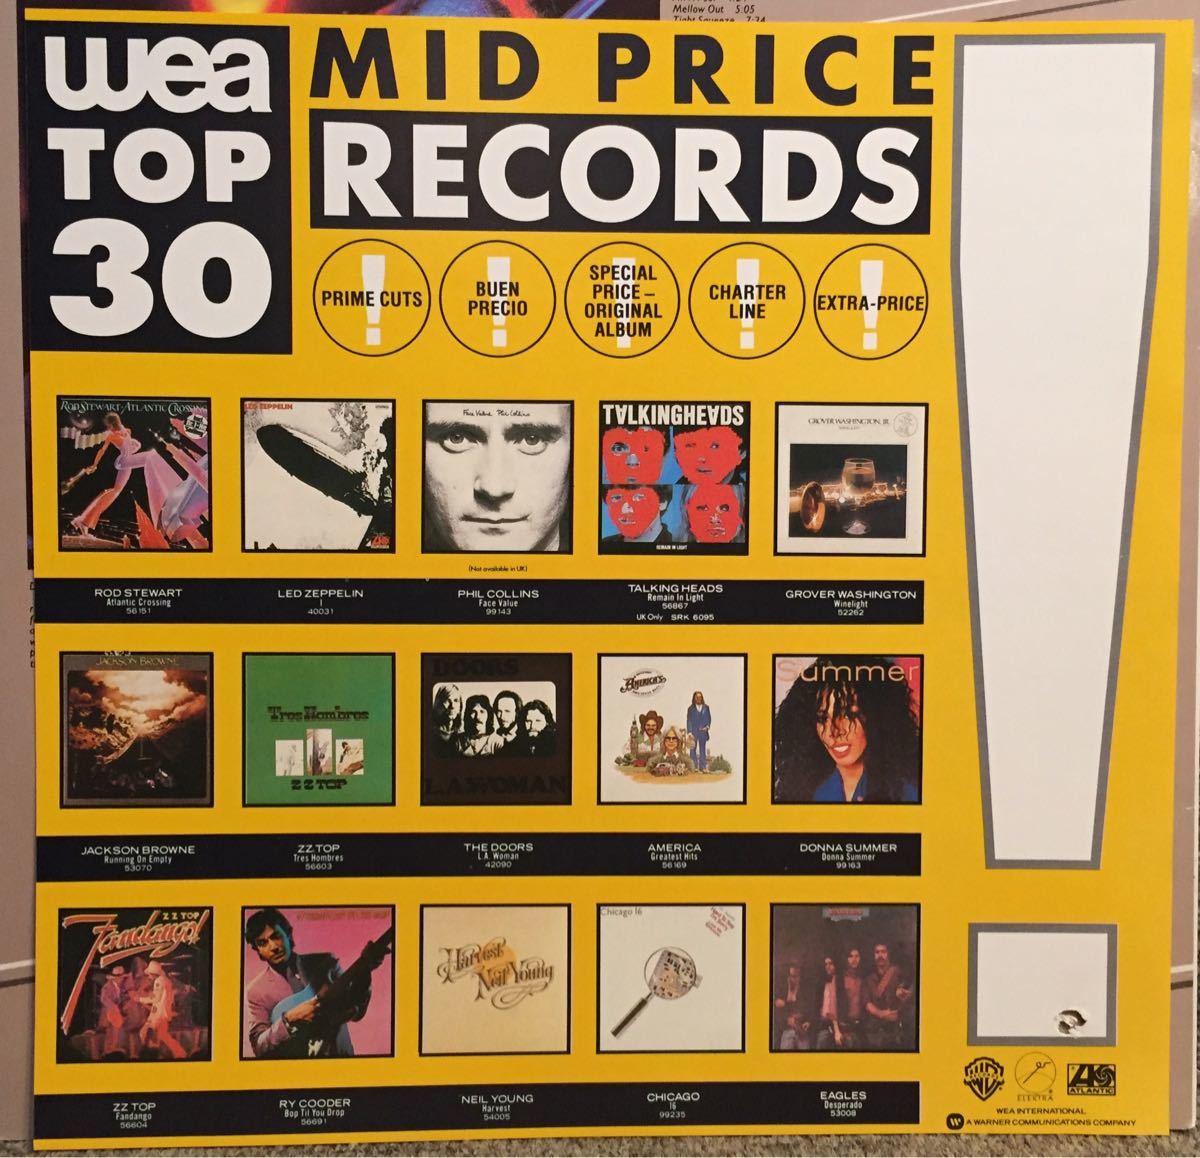 Mellow Out 5:05
Tight Squeeze 7:34
wea
TOP
30
MID PRICE
RECORDS
PRIME CUTS
BUEN
PRECIO
SPECIAL
PRICE –
ORIGINAL
ALBUM
CHARTER
LINE
EXTRA-PRICE
ROD STEWART·ATLANTIC CROSSING
LED ZEPPELIN
Face Value Phil Collins
TALKING HEADS
REMAIN IN LIGHT
GROVER WASHINGTON, JR.
WINELIGHT
(Not available in UK)
ROD STEWART
Atlantic Crossing
56151
LED ZEPPELIN
I
40031
PHIL COLLINS
Face Value
99143
TALKING HEADS
Remain In Light
56867
UK Only SRK 6095
GROVER WASHINGTON
Winelight
52262
JACKSON BROWNE
Tres Hombres
ZZ TOP
DOORS
L.A. WOMAN
AMERICA'S
Summer
JACKSON BROWNE
Running On Empty
53070
ZZ.TOP
Tres Hombres
56603
THE DOORS
L.A. Woman
42090
AMERICA
Greatest Hits
56169
DONNA SUMMER
Donna Summer
99163
ZZ TOP
Fandango!
Harvest
Neil Young
Chicago 16
ZZ TOP
Fandango
56604
RY COODER
Bop Til You Drop
56691
NEIL YOUNG
Harvest
54005
CHICAGO
16
99235
EAGLES
Desperado
53008
ELEKTRA
ATLANTIC
WEA INTERNATIONAL
A WARNER COMMUNICATIONS COMPANY